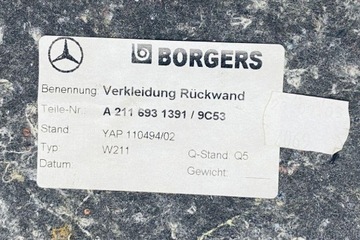 BORGERS
Benennung Verkleidung Rückwand
Teile-Nr. A 211 693 1391 / 9C53
Stand YAP 110494/02
Typ W211 Q-Stand Q5
Datum Gewicht: